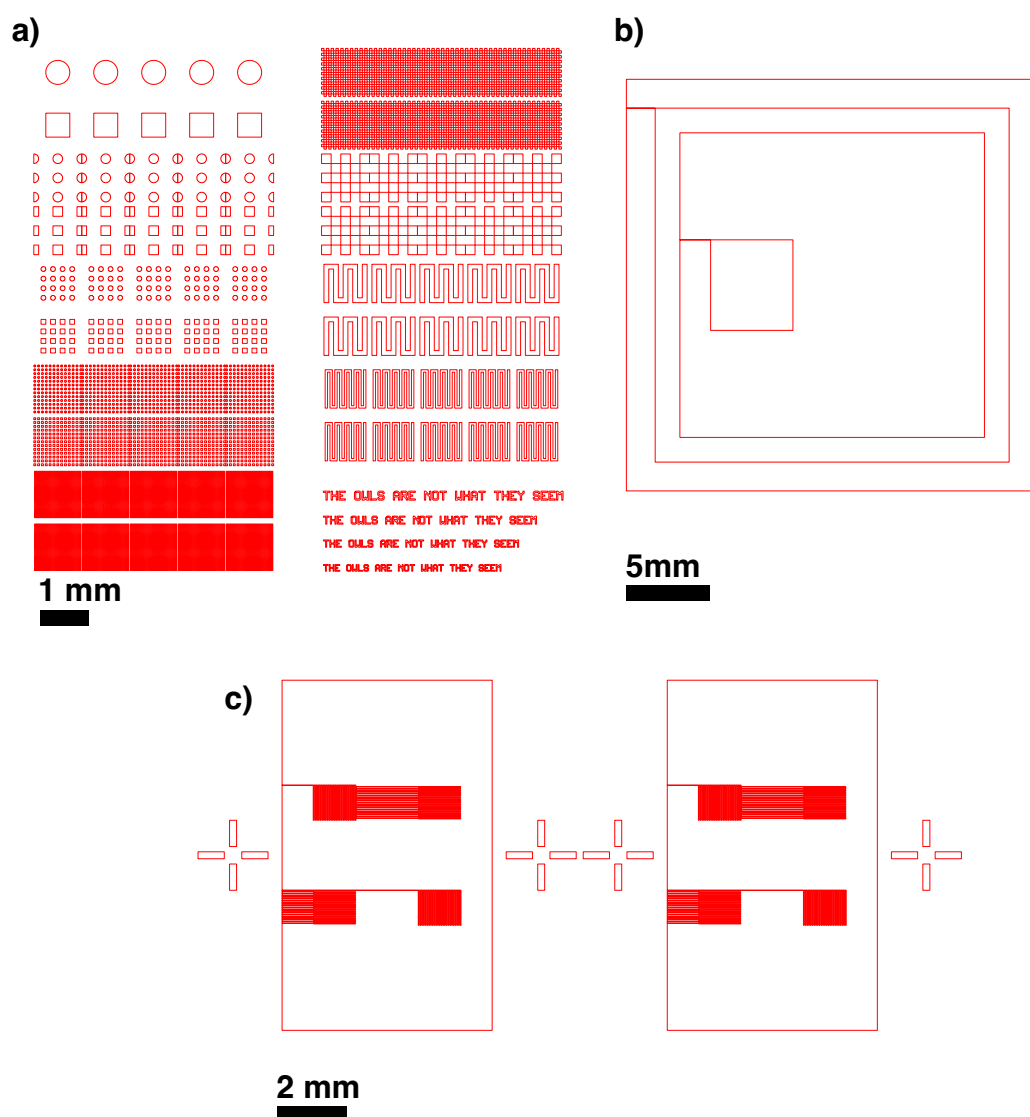 a)
b)
THE OWLS ARE NOT WHAT THEY SEEM
THE OWLS ARE NOT WHAT THEY SEEM
THE OWLS ARE NOT WHAT THEY SEEM
THE OWLS ARE NOT WHAT THEY SEEM
1 mm
5mm
c)
2 mm